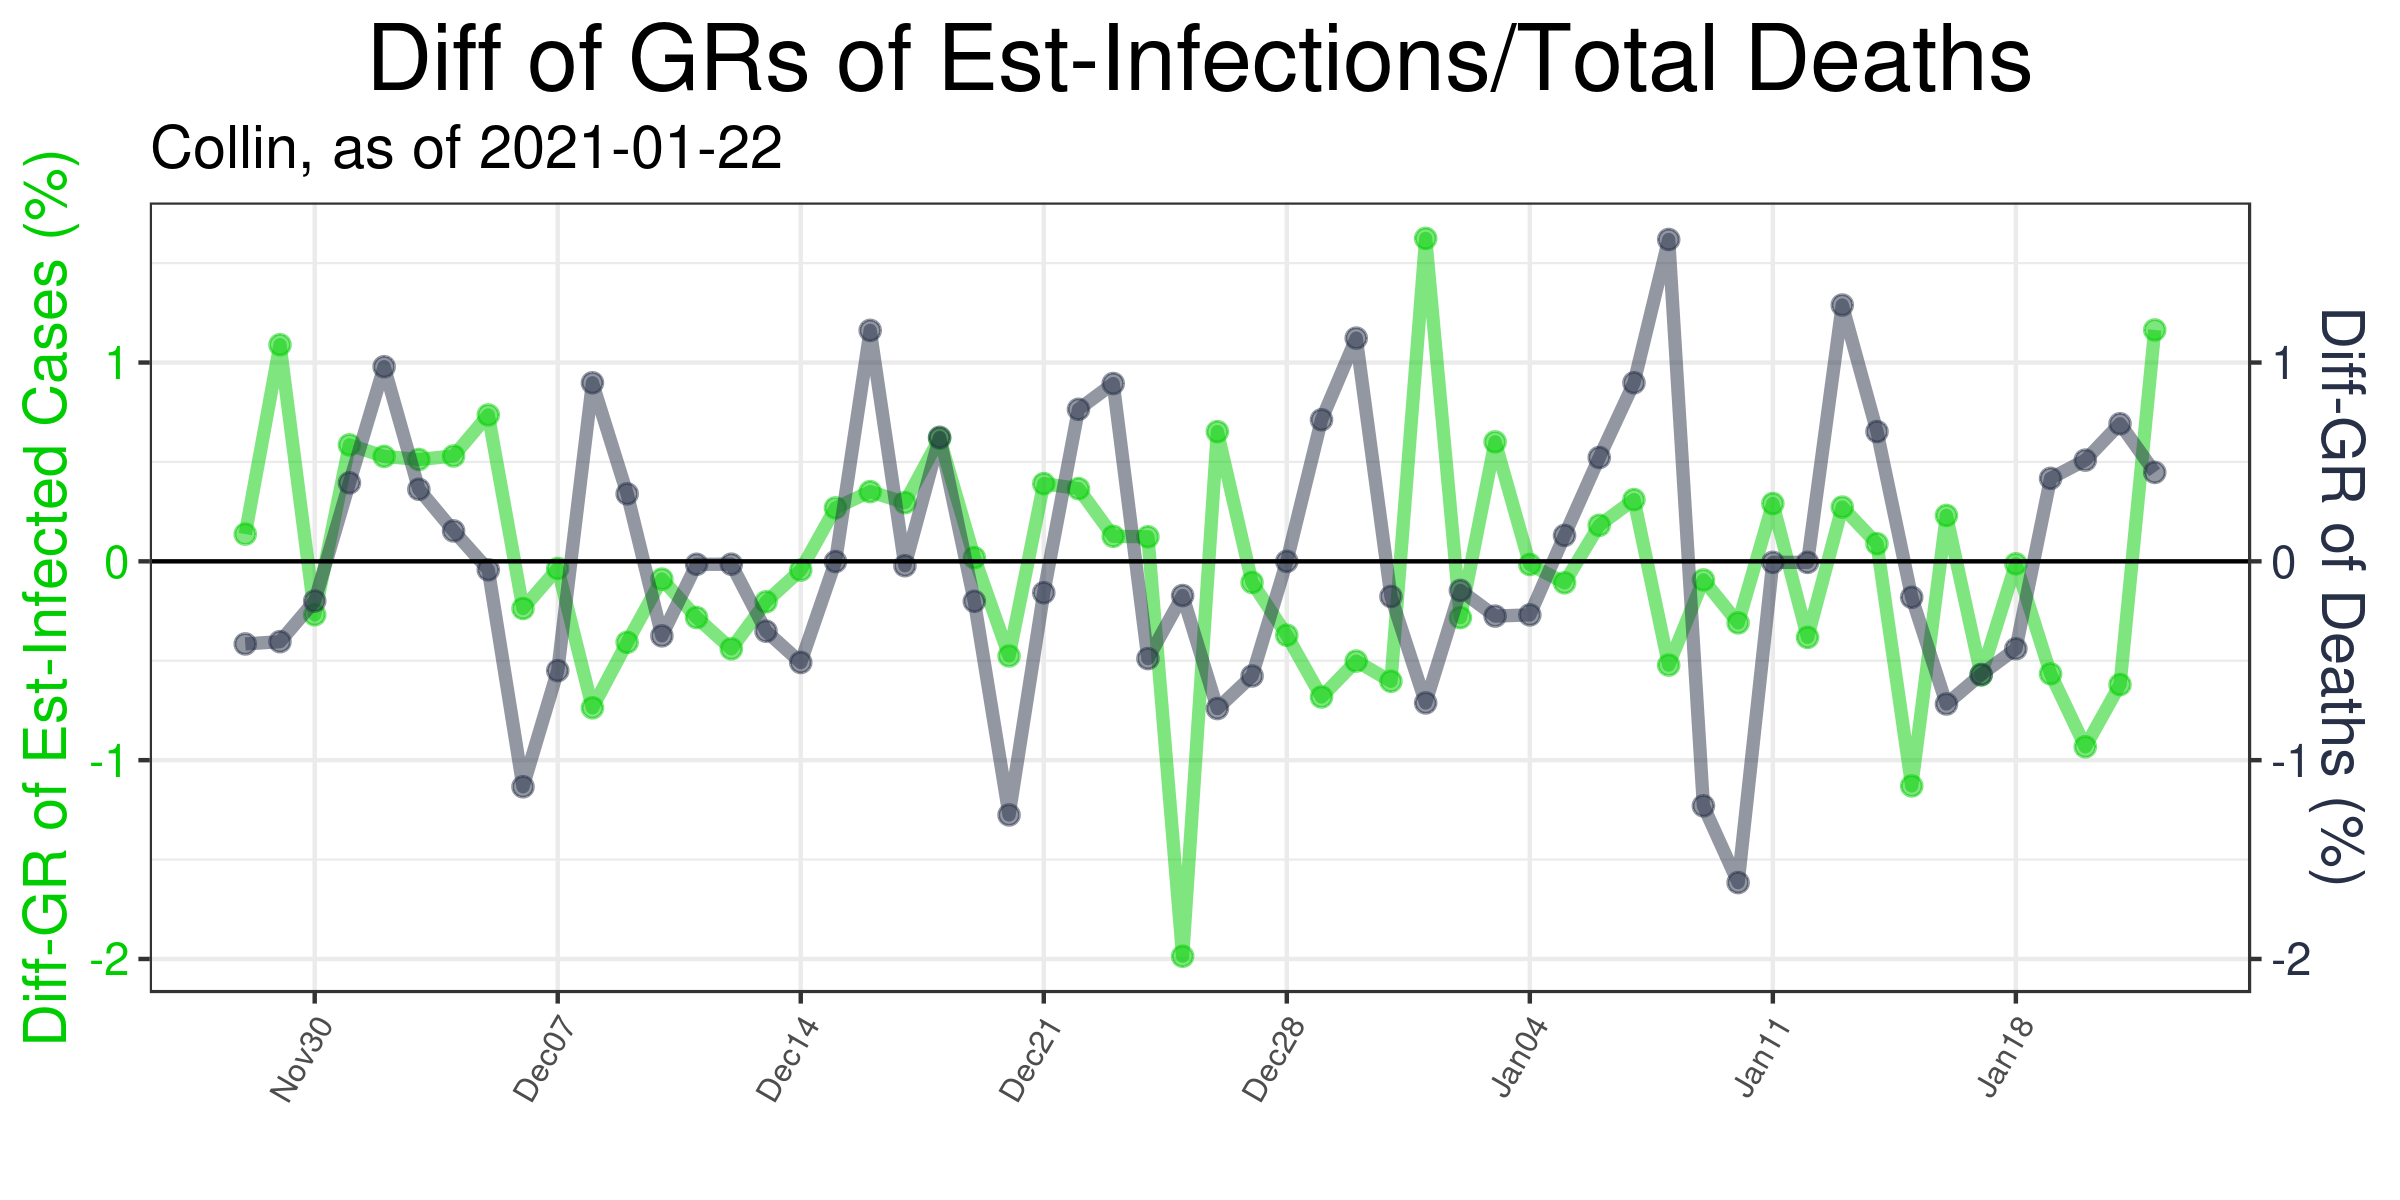 Diff of GRs of Est-Infections/Total Deaths
Collin, as of 2021-01-22
Diff-GR of Est-Infected Cases (%)
1
0
-1
-2
1
0
-1
-2
Diff-GR of Deaths (%)
Nov30
Dec07
Dec14
Dec21
Dec28
Jan04
Jan11
Jan18